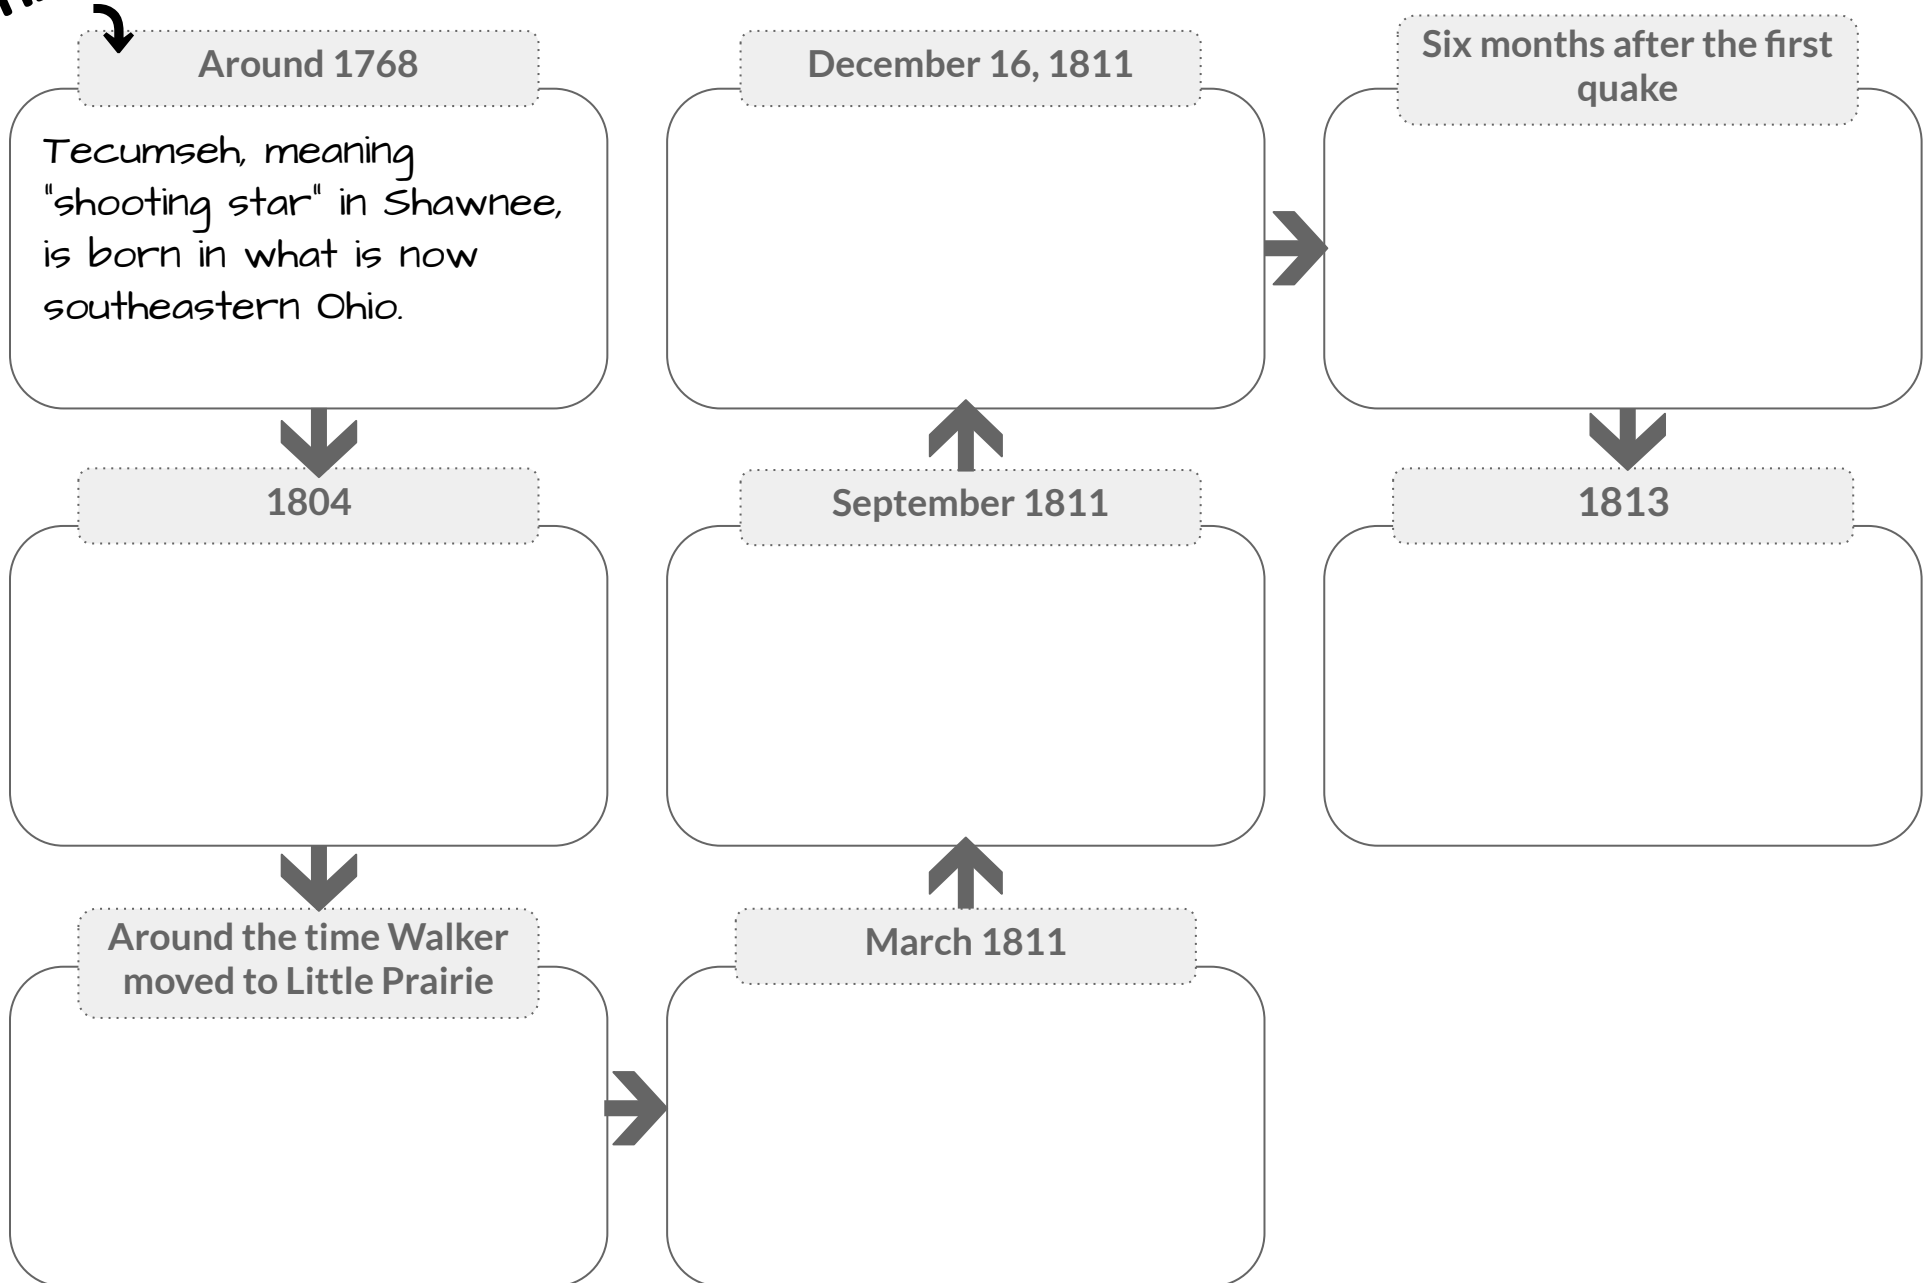 Around 1768
Tecumseh, meaning
"shooting star" in Shawnee,
is born in what is now
southeastern Ohio.
1804
Around the time Walker
moved to Little Prairie
March 1811
September 1811
December 16, 1811
Six months after the first
quake
1813